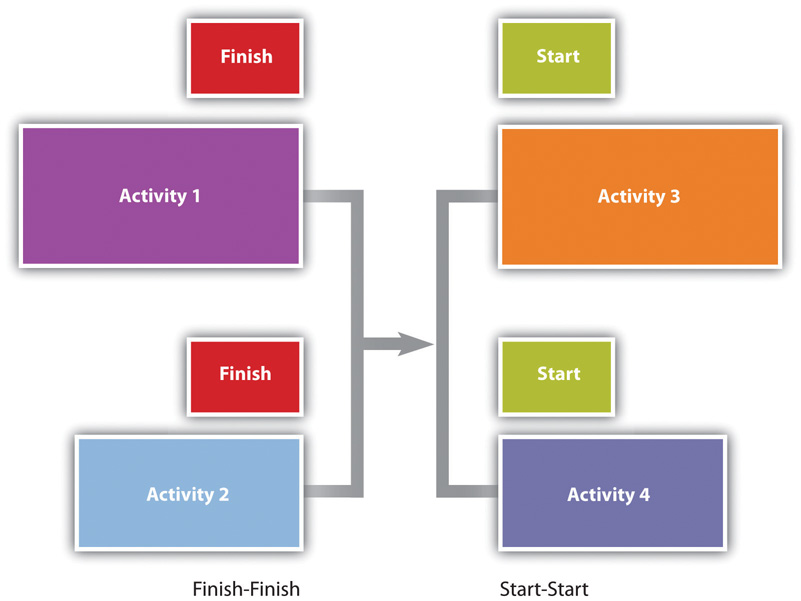 Finish
Start
Activity 1
Activity 3
Finish
Start
Activity 2
Activity 4
Finish-Finish
Start-Start